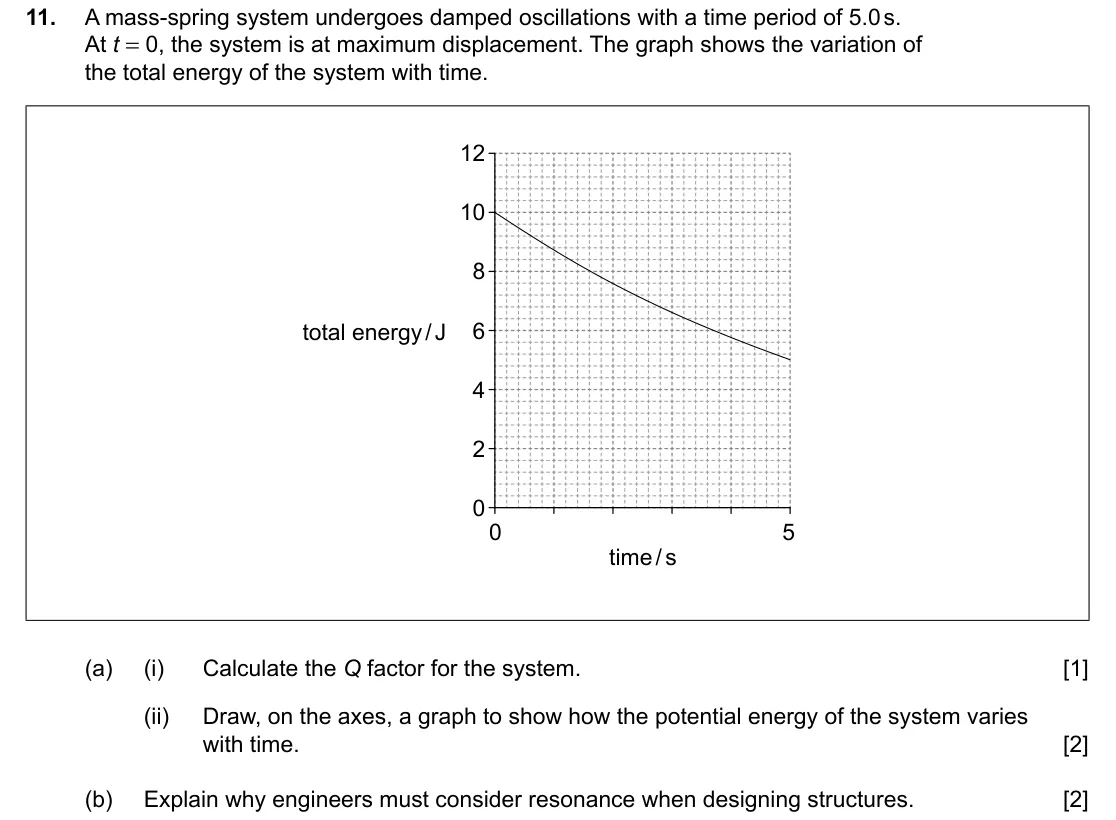 11. A mass-spring system undergoes damped oscillations with a time period of 5.0 s.
At t = 0, the system is at maximum displacement. The graph shows the variation of
the total energy of the system with time.
12
10
8
total energy / J 6
4
2
0
0 5
time / s
(a) (i) Calculate the Q factor for the system. [1]
(ii) Draw, on the axes, a graph to show how the potential energy of the system varies
with time. [2]
(b) Explain why engineers must consider resonance when designing structures. [2]